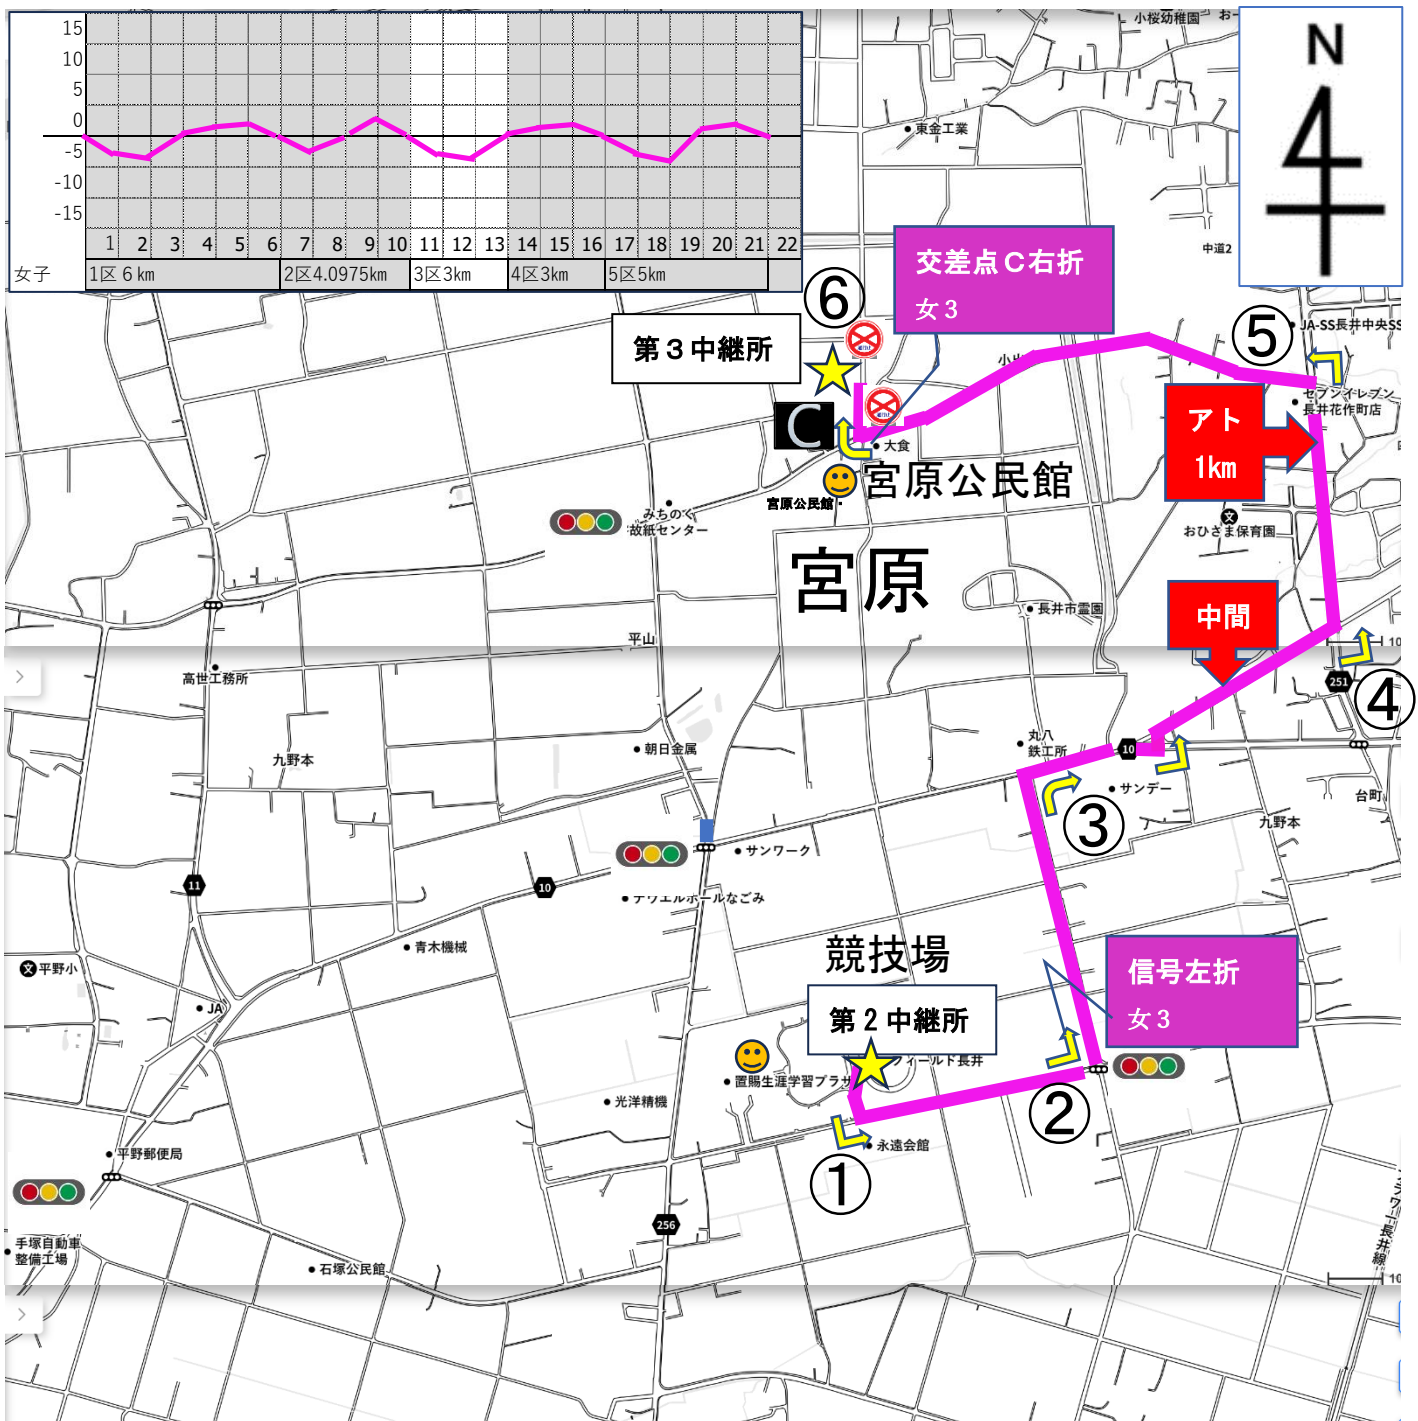 15
10
5
0
-5
-10
-15
1 2 3 4 5 6 7 8 9 10 11 12 13 14 15 16 17 18 19 20 21 22
女子
1区 6 km
2区4.0975km
3区3km
4区3km
5区5km
小桜幼稚園
N
東金工業
中道2
交差点C右折
女3
⑥
第3中継所
⑤
JA-SS長井中央SS
セブンイレブン
長井花作町店
アト
1km
C
大食
宮原公民館
宮原公民館
みちのく
故紙センター
おひさま保育園
宮原
長井市霊園
中間
平山
高世工務所
251
④
朝日金属
丸八
鉄工所
10
九野本
サンデー
③
台町
九野本
サンワーク
11
10
デワエルホールなごみ
青木機械
競技場
信号左折
女3
平野小
JA
第2中継所
フィールド長井
置賜生涯学習プラザ
光洋精機
②
永遠会館
①
平野郵便局
256
手塚自動車
整備工場
石塚公民館
フラワー長井線